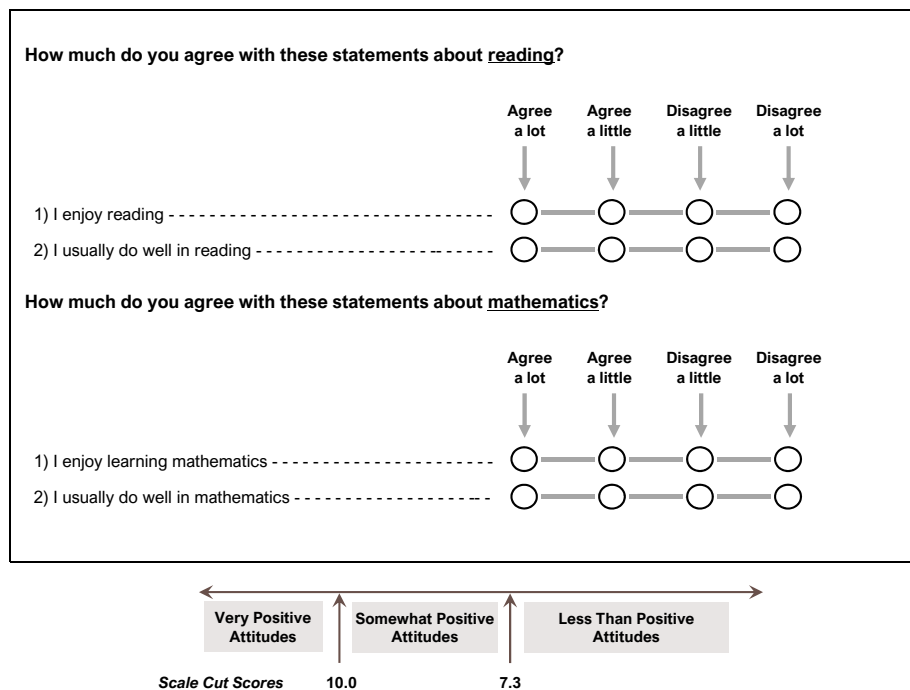 How much do you agree with these statements about reading?
Agree a lot Agree a little Disagree a little Disagree a lot
1) I enjoy reading
2) I usually do well in reading
How much do you agree with these statements about mathematics?
Agree a lot Agree a little Disagree a little Disagree a lot
1) I enjoy learning mathematics
2) I usually do well in mathematics
Very Positive Attitudes Somewhat Positive Attitudes Less Than Positive Attitudes
Scale Cut Scores 10.0 7.3